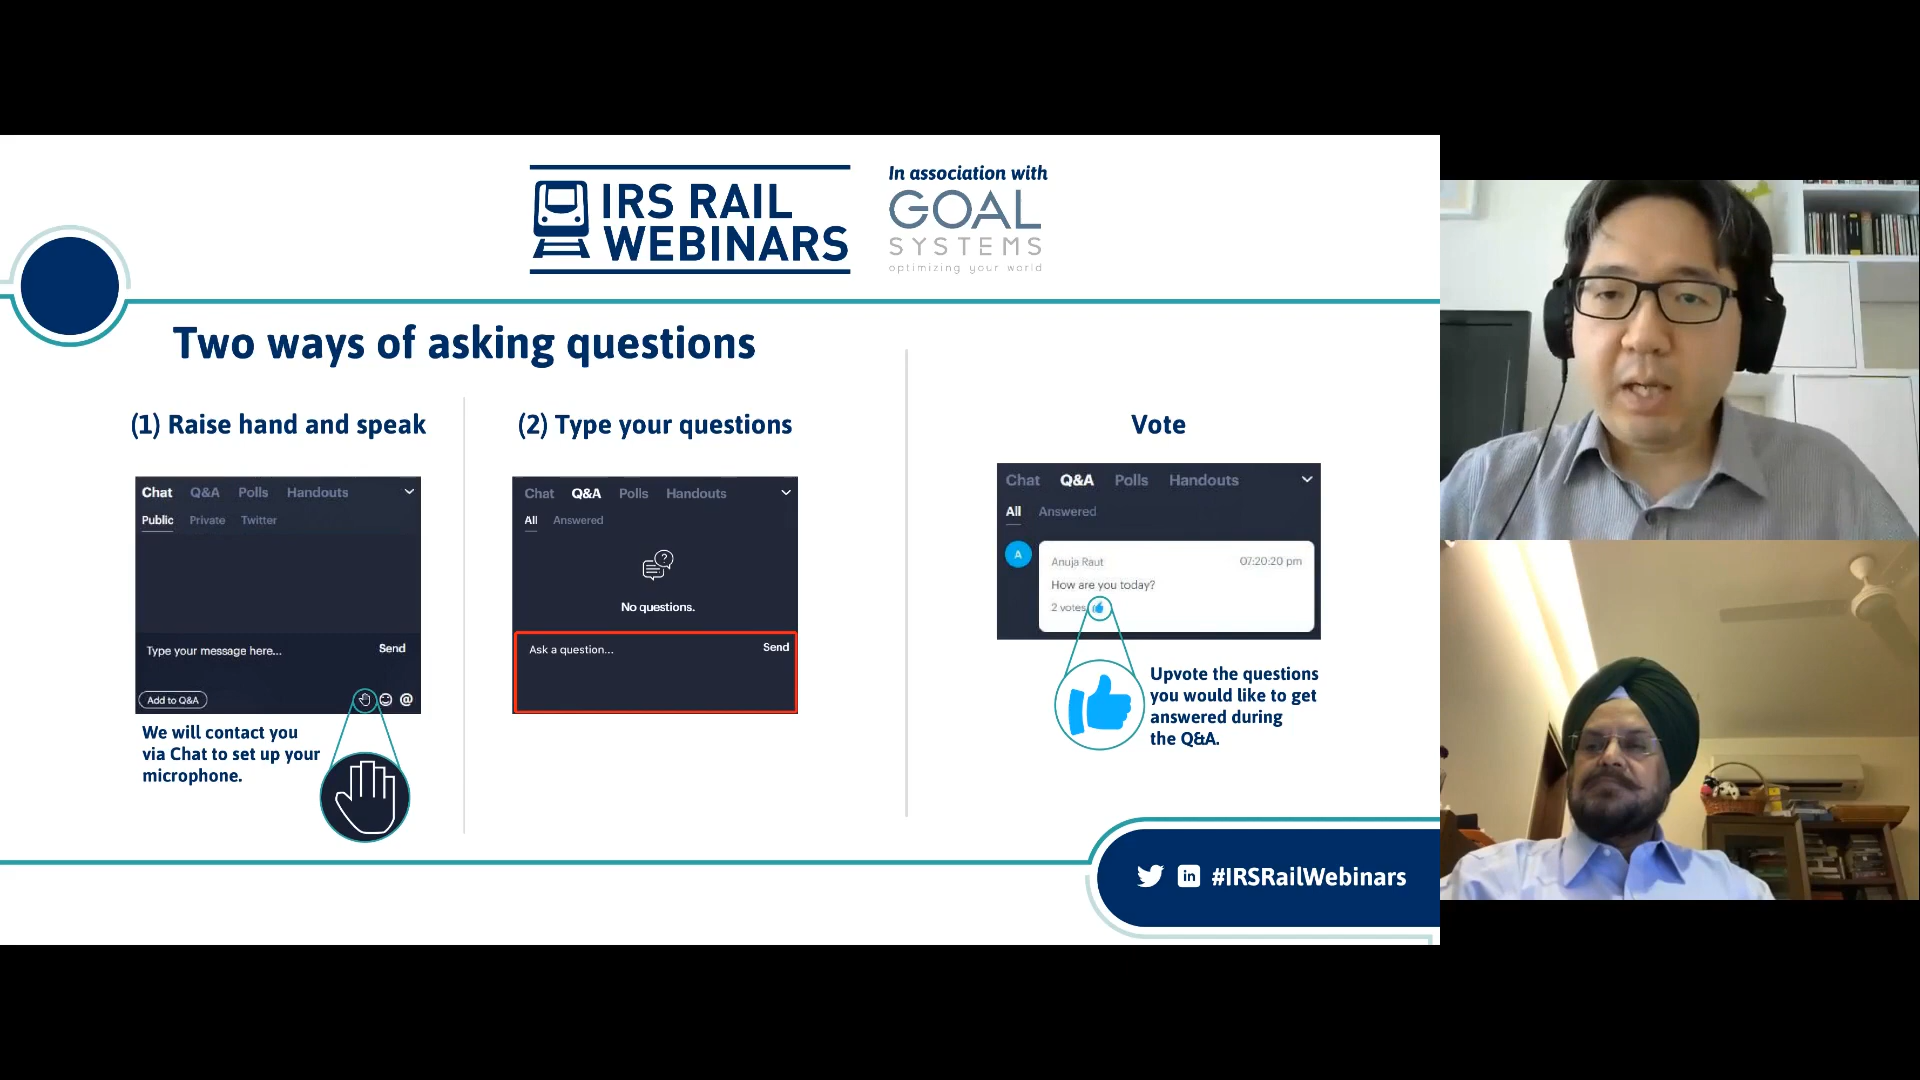 IRS RAIL
WEBINARS
In association with
GOAL
SYSTEMS
optimizing your world
Two ways of asking questions
(1) Raise hand and speak
Chat Q&A Polls Handouts
Public Private Twitter
Type your message here...
Send
Add to Q&A
@
We will contact you
via Chat to set up your
microphone.
(2) Type your questions
Chat Q&A Polls Handouts
All Answered
?
No questions.
Ask a question...
Send
Vote
Chat Q&A Polls Handouts
All Answered
A
Anuja Raut
07:20:20 pm
How are you today?
2 votes
Upvote the questions
you would like to get
answered during
the Q&A.
in
#IRSRailWebinars